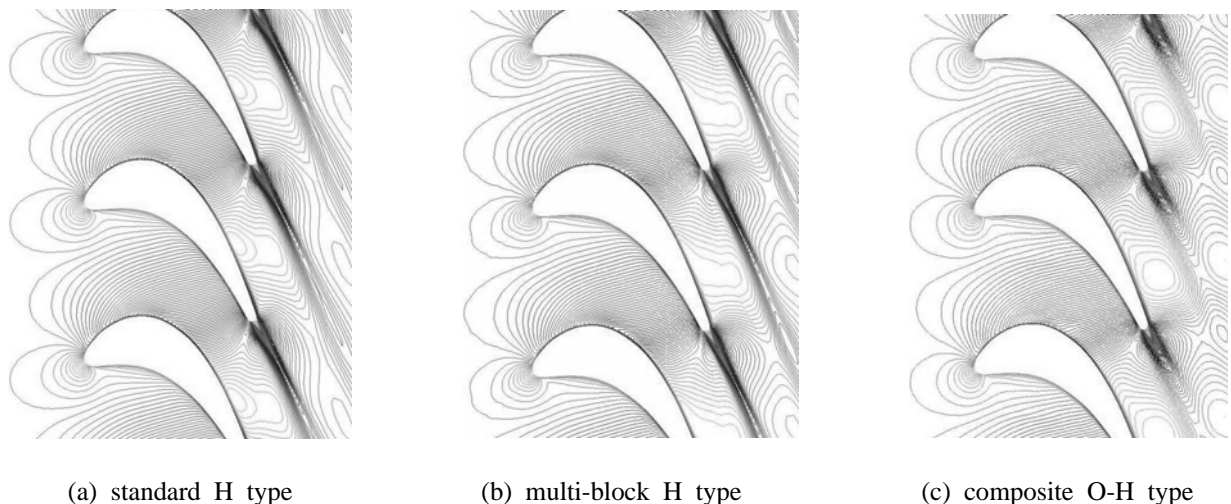 (a) standard H type
(b) multi-block H type
(c) composite O-H type